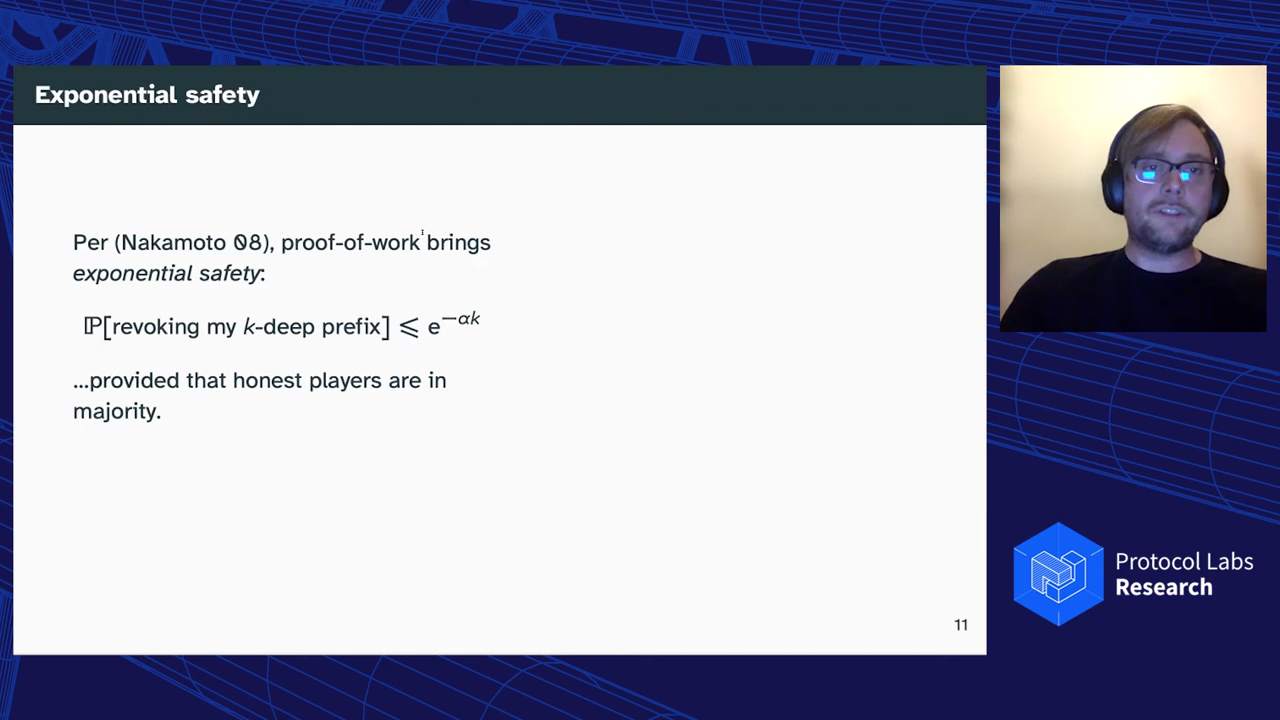 Exponential safety
Per (Nakamoto 08), proof-of-work brings
exponential safety:
ℙ[revoking my k-deep prefix] ⩽ e^{−αk}
...provided that honest players are in
majority.
11
Protocol Labs
Research